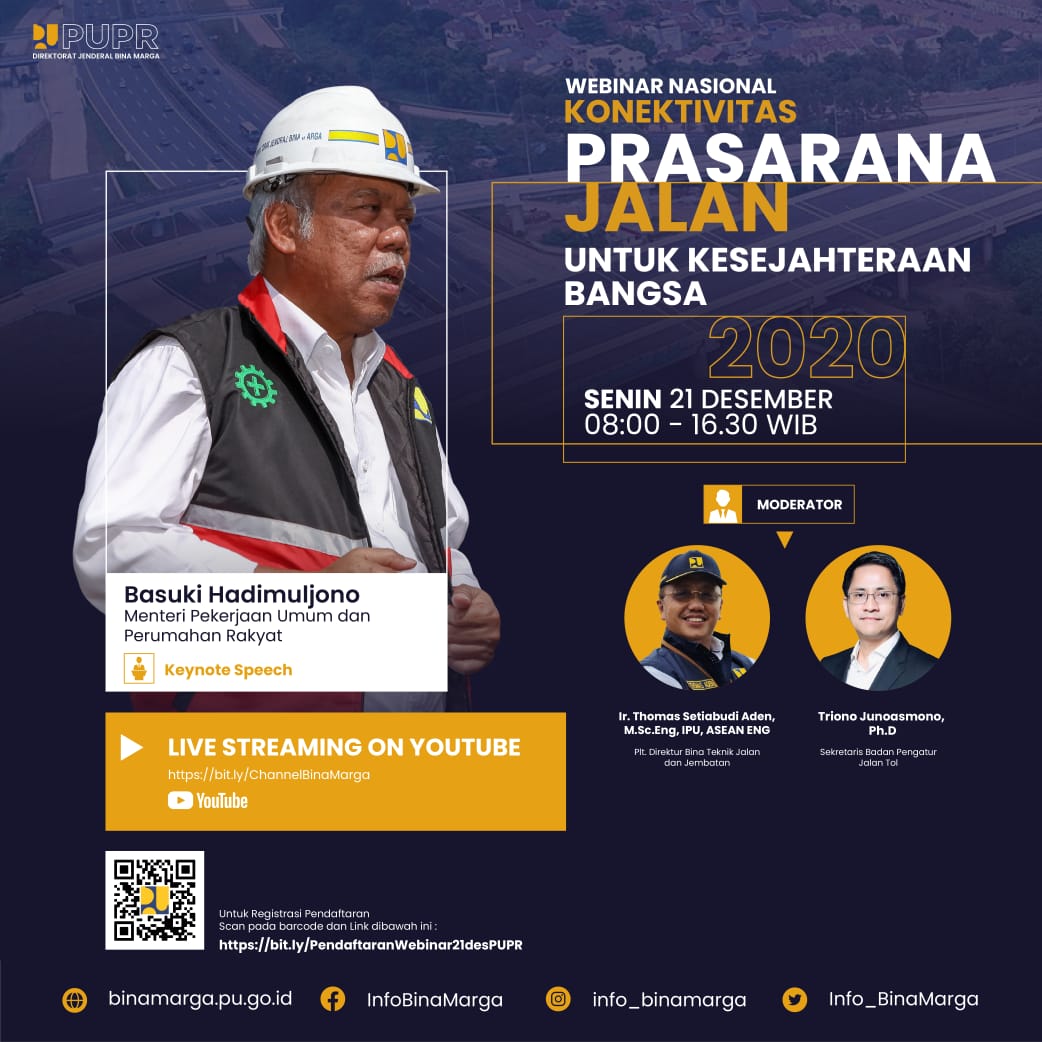 PUPR
DIREKTORAT JENDERAL BINA MARGA
WEBINAR NASIONAL
KONEKTIVITAS
PRASARANA
JALAN
UNTUK KESEJAHTERAAN
BANGSA
2020
SENIN 21 DESEMBER
08:00 - 16.30 WIB
MODERATOR
Ir. Thomas Setiabudi Aden,
M.Sc.Eng, IPU, ASEAN ENG
Plt. Direktur Bina Teknik Jalan
dan Jembatan
Triono Junoasmono,
Ph.D
Sekretaris Badan Pengatur
Jalan Tol
Basuki Hadimuljono
Menteri Pekerjaan Umum dan
Perumahan Rakyat
Keynote Speech
LIVE STREAMING ON YOUTUBE
https://bit.ly/ChannelBinaMarga
YouTube
Untuk Registrasi Pendaftaran
Scan pada barcode dan Link dibawah ini :
https://bit.ly/PendaftaranWebinar21desPUPR
binamarga.pu.go.id
InfoBinaMarga
info_binamarga
Info_BinaMarga